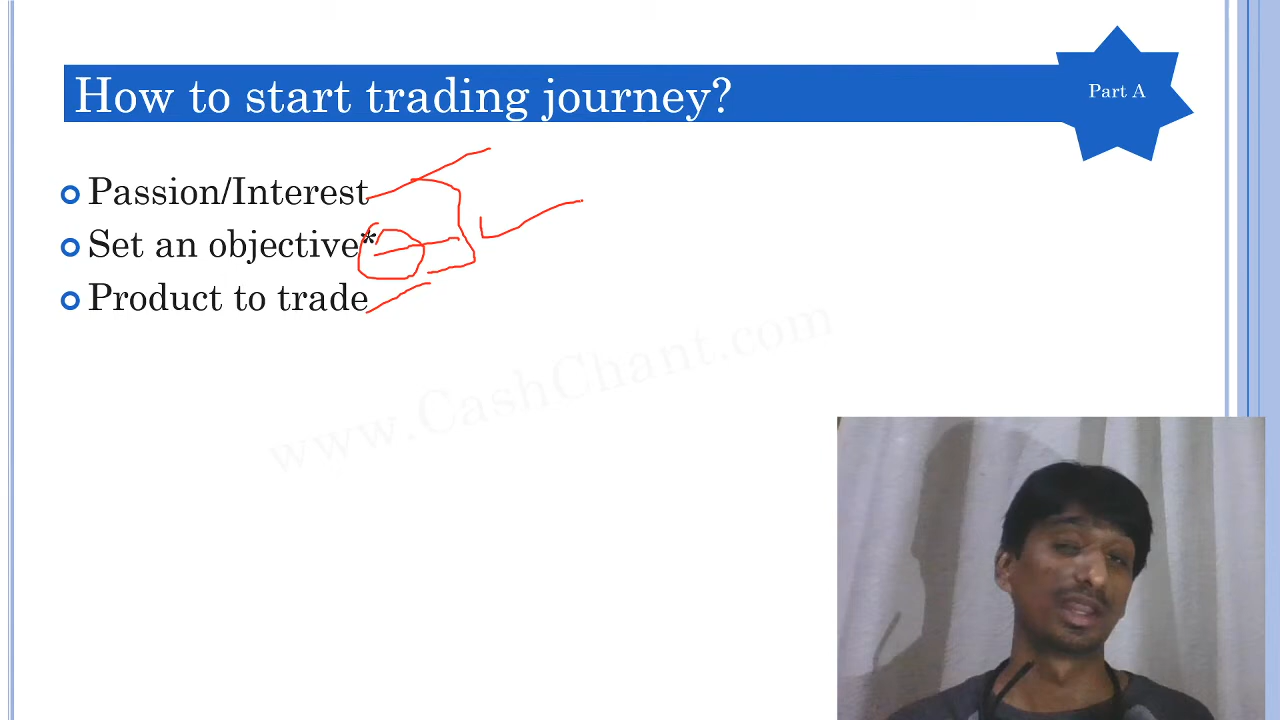 How to start trading journey?
Part A
Passion/Interest
Set an objective*
Product to trade
www.CashChant.com